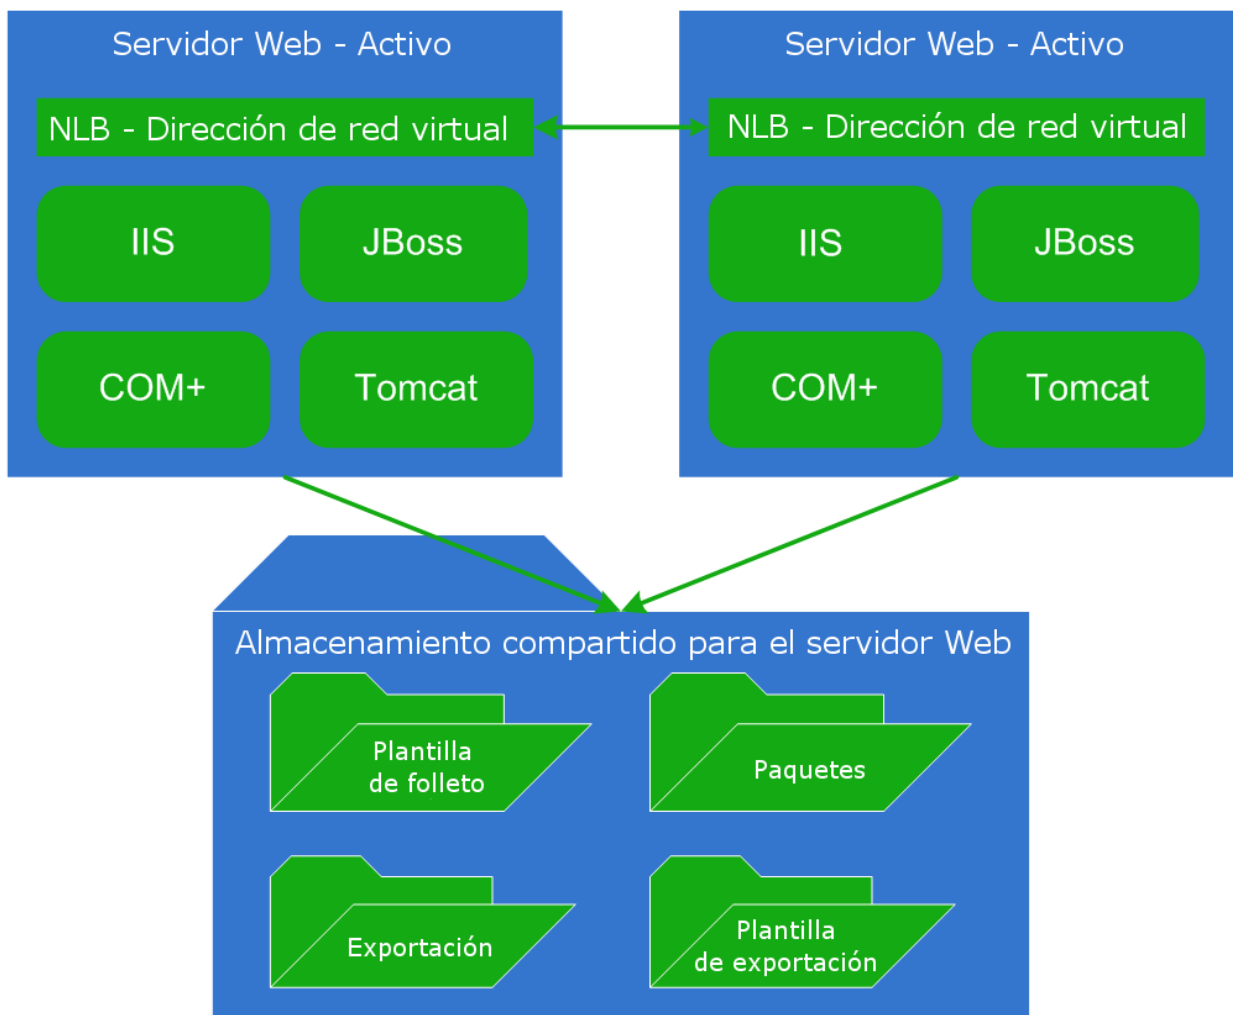 Servidor Web - Activo
NLB - Dirección de red virtual
IIS
JBoss
COM+
Tomcat
Servidor Web - Activo
NLB - Dirección de red virtual
IIS
JBoss
COM+
Tomcat
Almacenamiento compartido para el servidor Web
Plantilla
de folleto
Paquetes
Exportación
Plantilla
de exportación